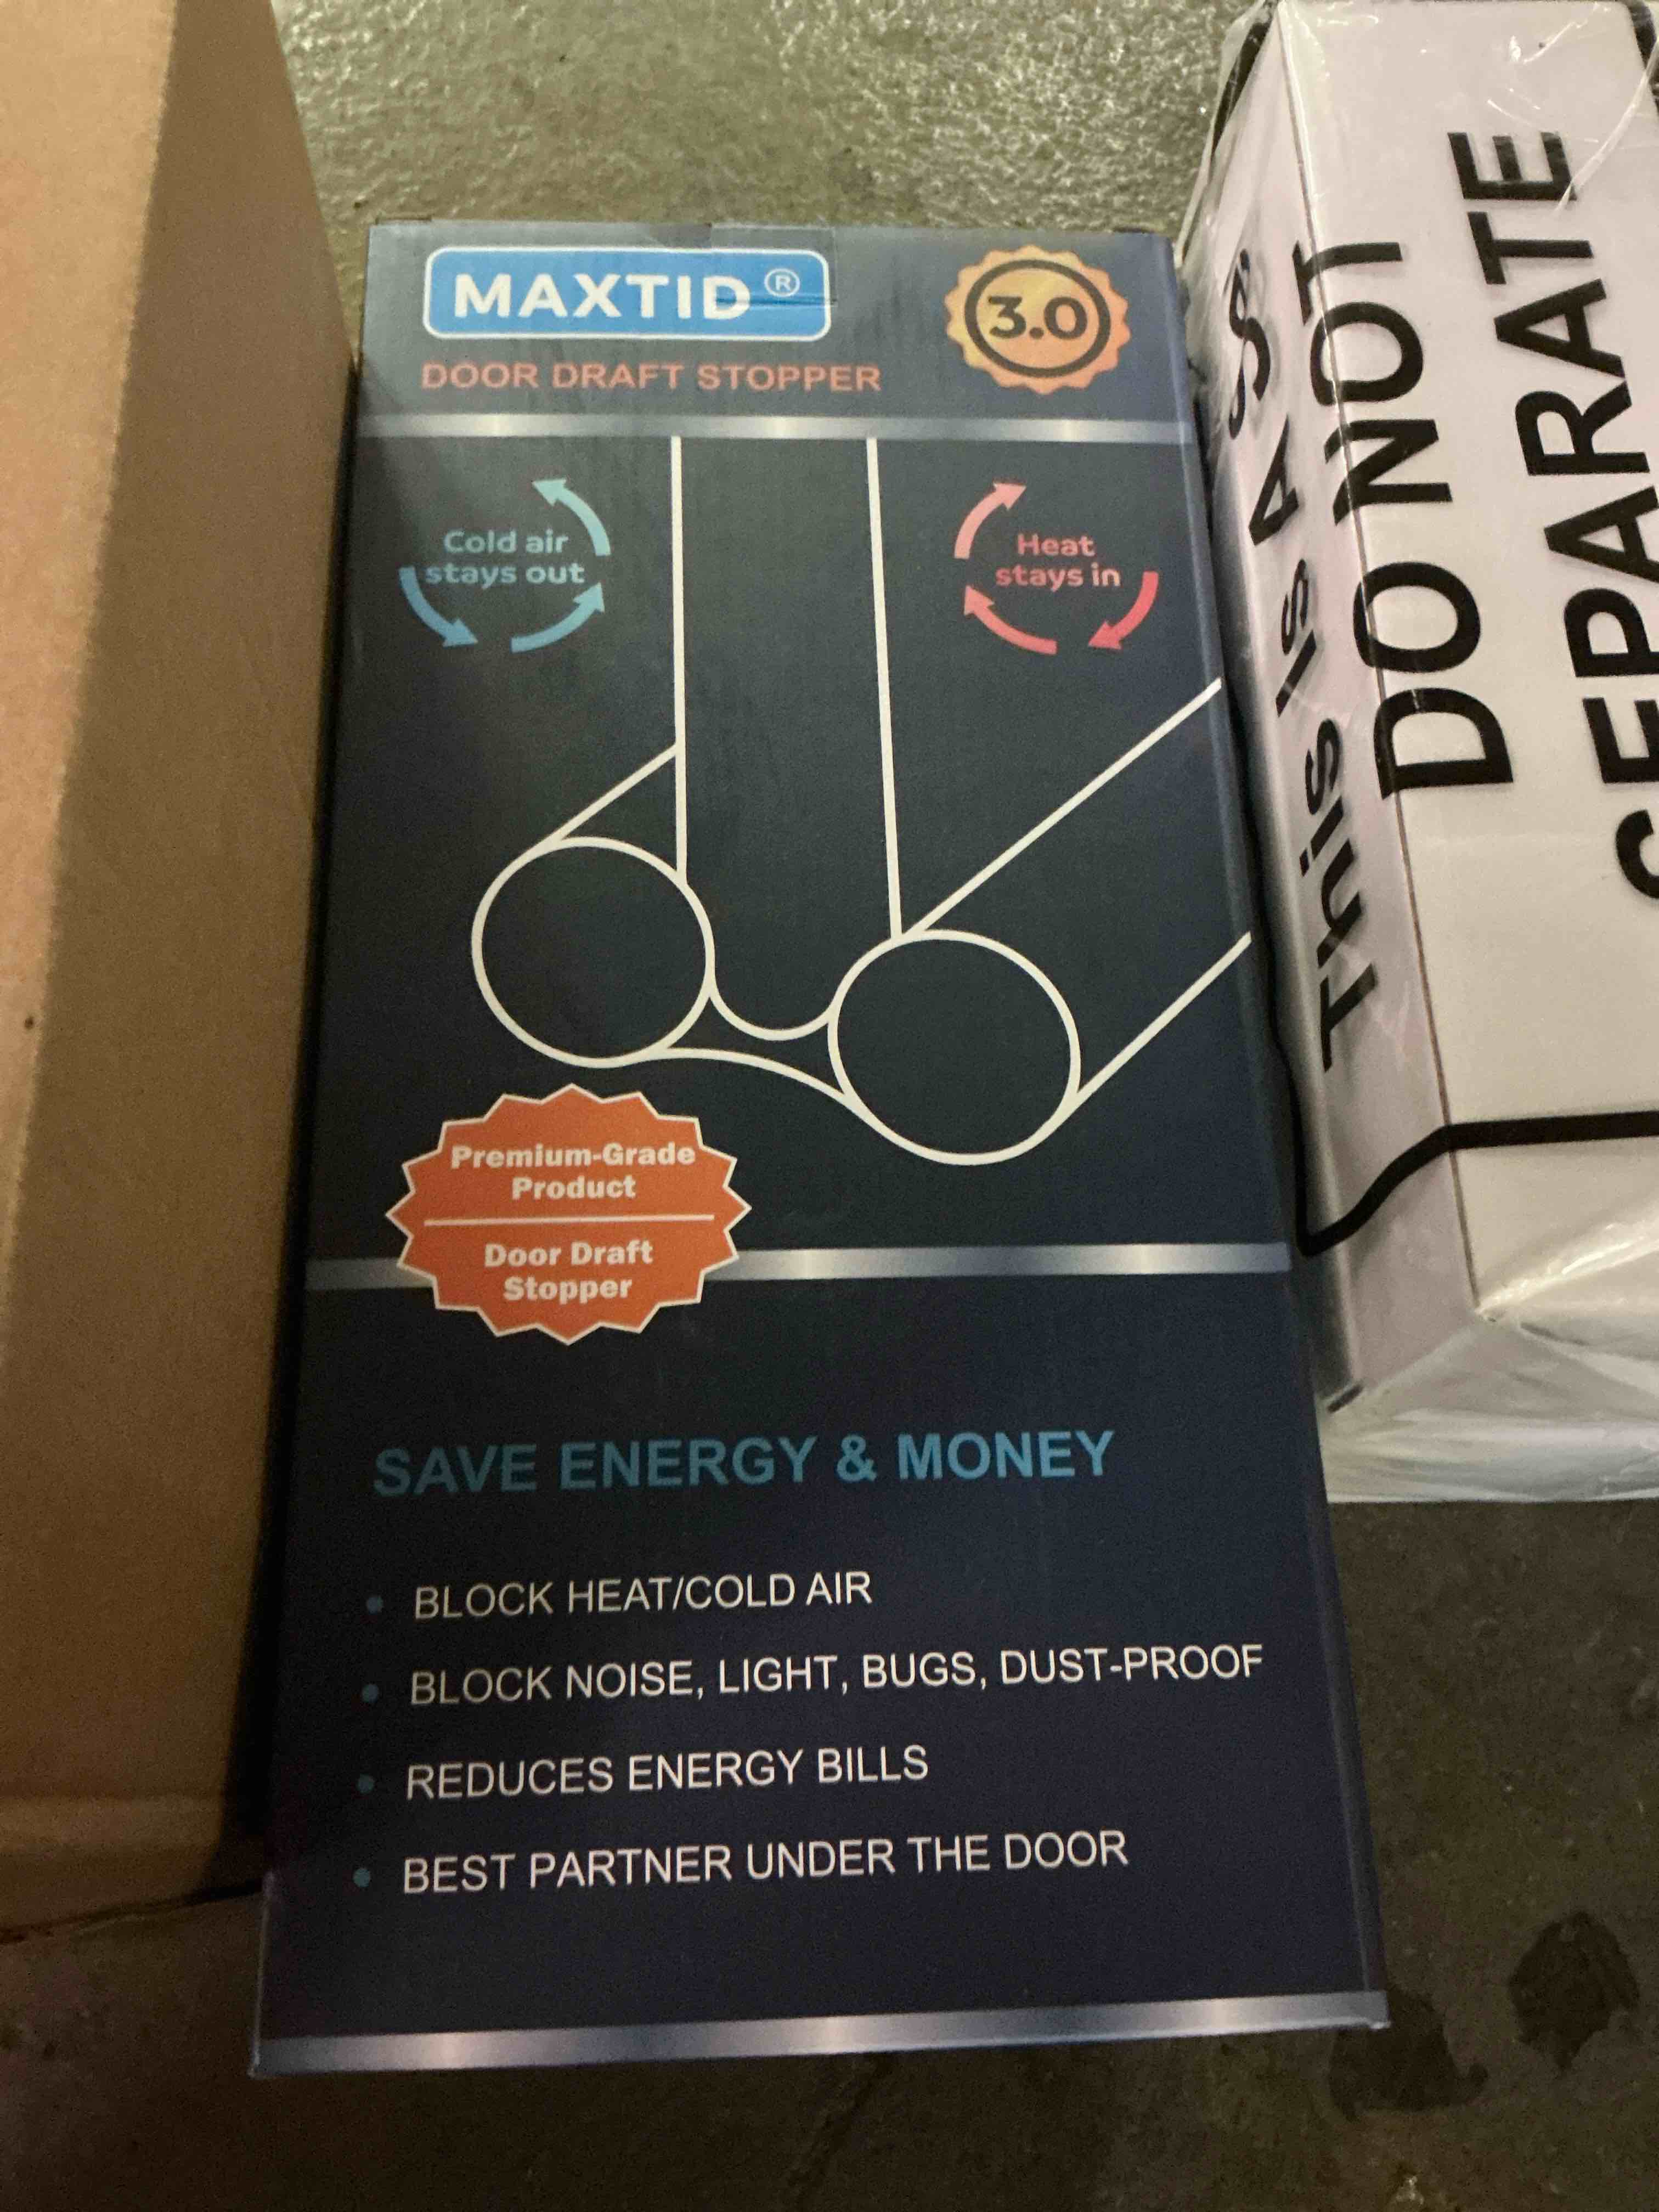 MAXTID®
3.0
DOOR DRAFT STOPPER
Cold air
stays out
Heat
stays in
Premium-Grade
Product
Door Draft
Stopper
SAVE ENERGY & MONEY
BLOCK HEAT/COLD AIR
BLOCK NOISE, LIGHT, BUGS, DUST-PROOF
REDUCES ENERGY BILLS
BEST PARTNER UNDER THE DOOR
This is a s
DO NOT
SEPARATE